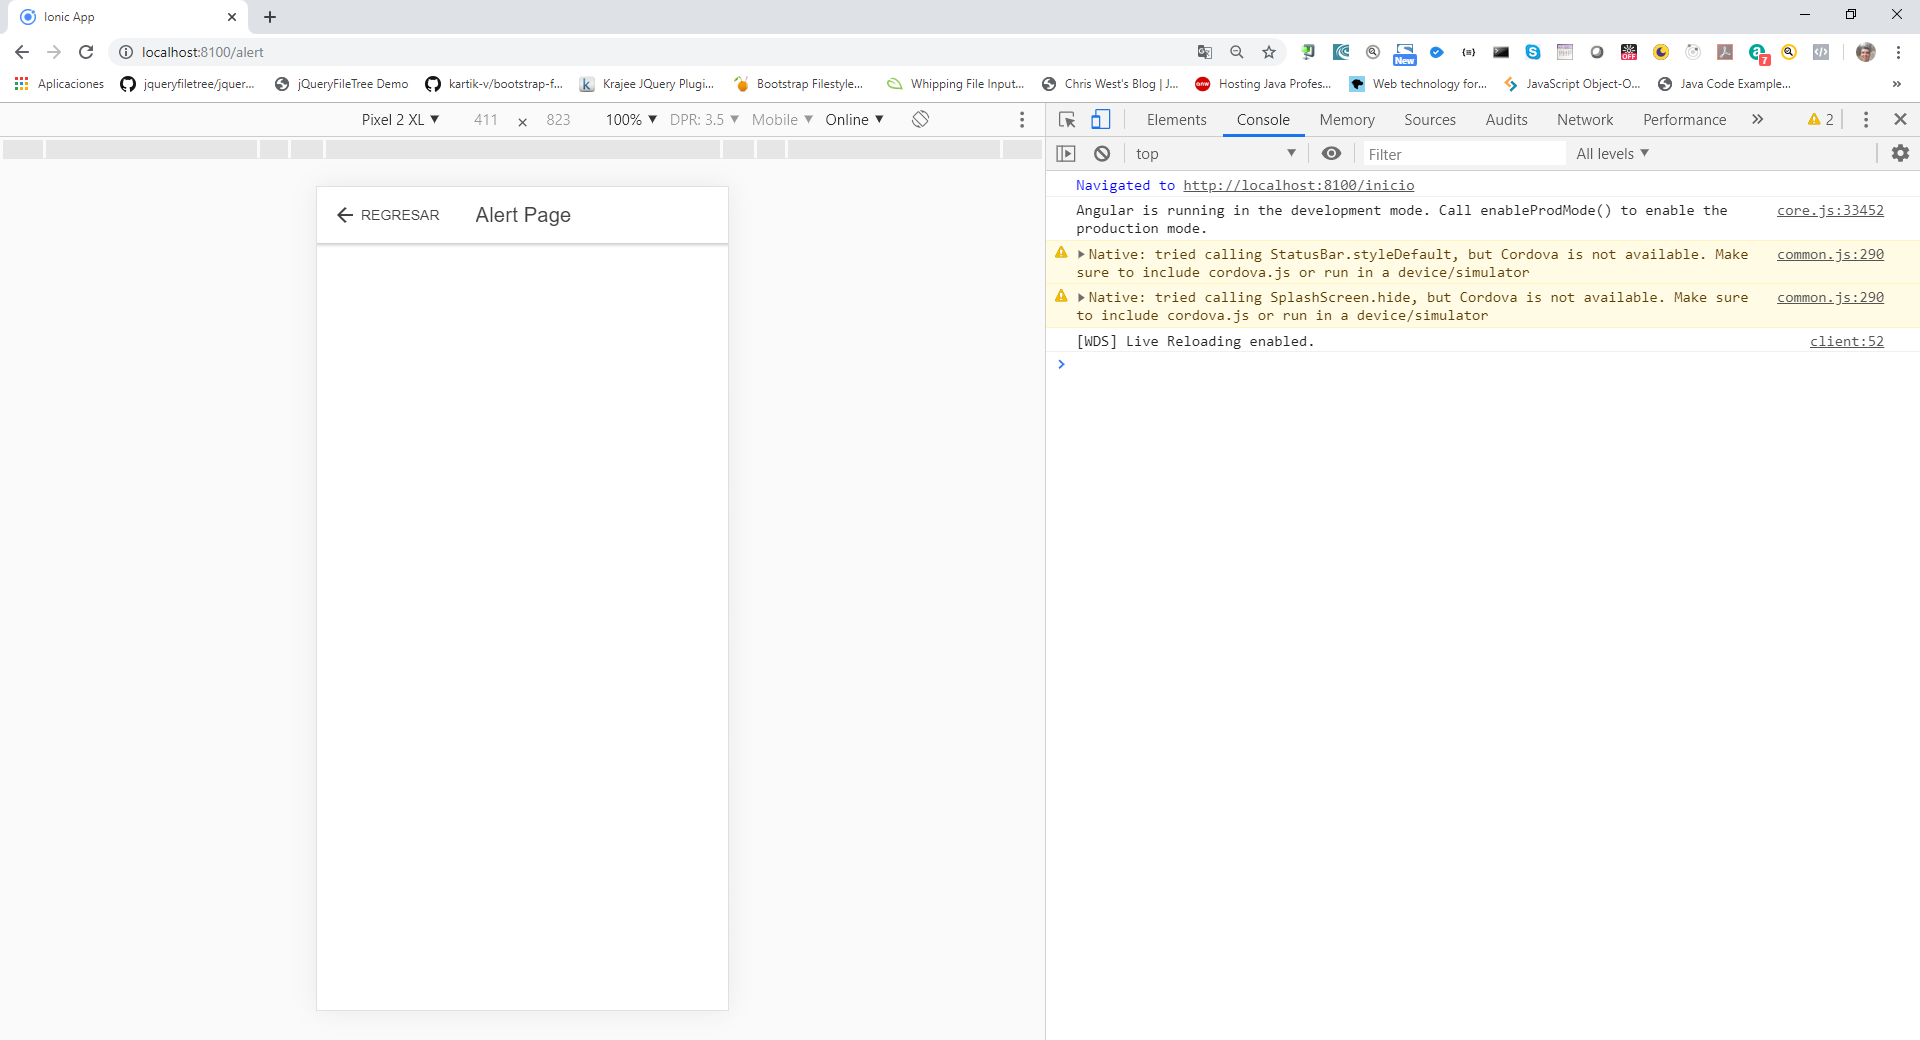 Ionic App
localhost:8100/alert
New
OFF
7
Aplicaciones
jqueryfiletree/jquer...
jQueryFileTree Demo
kartik-v/bootstrap-f...
Krajee JQuery Plugi...
Bootstrap Filestyle...
Whipping File Input...
Chris West's Blog | J...
Hosting Java Profes...
Web technology for...
JavaScript Object-O...
Java Code Example...
»
Pixel 2 XL ▼ 411 × 823 100% ▼ DPR: 3.5 ▼ Mobile ▼ Online ▼
Elements Console Memory Sources Audits Network Performance » 2
top ▼ Filter All levels ▼
REGRESAR Alert Page
Navigated to http://localhost:8100/inicio
Angular is running in the development mode. Call enableProdMode() to enable the core.js:33452
production mode.
Native: tried calling StatusBar.styleDefault, but Cordova is not available. Make common.js:290
sure to include cordova.js or run in a device/simulator
Native: tried calling SplashScreen.hide, but Cordova is not available. Make sure common.js:290
to include cordova.js or run in a device/simulator
[WDS] Live Reloading enabled. client:52